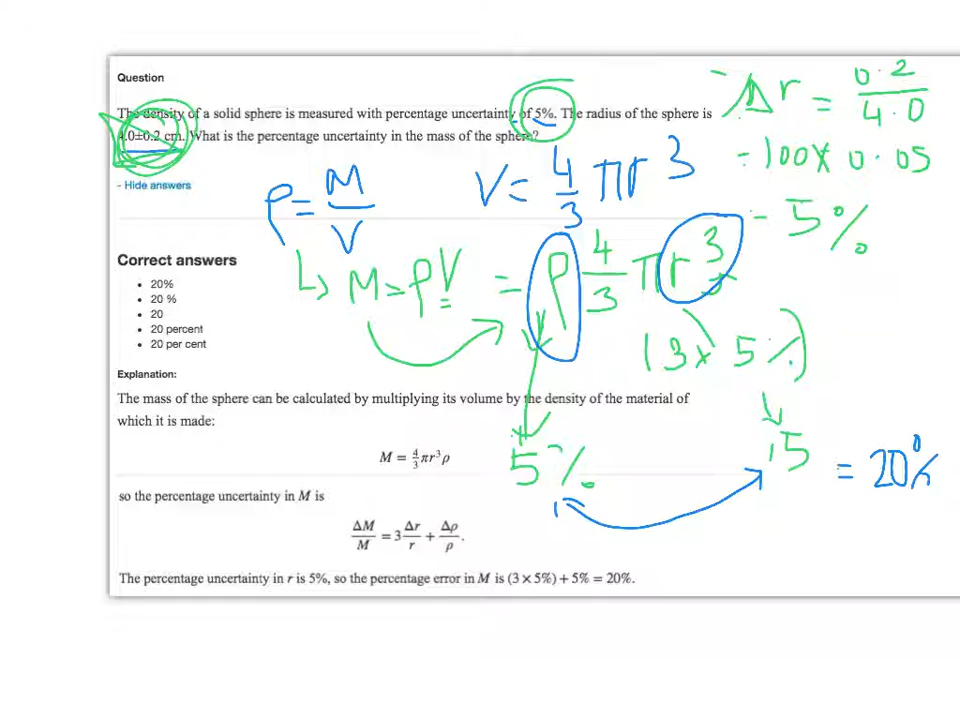 Question
The density of a solid sphere is measured with percentage uncertainty of 5%. The radius of the sphere is
4.0±0.2 cm. What is the percentage uncertainty in the mass of the sphere?
- Hide answers
Δr = 0.2/4.0
= 100 × 0.05
= 5%
ρ = M/V
V = 4/3 πr³
↳ M = ρV = ρ 4/3 πr³
(3 × 5%)
5%
15
= 20%
Correct answers
• 20%
• 20 %
• 20
• 20 percent
• 20 per cent
Explanation:
The mass of the sphere can be calculated by multiplying its volume by the density of the material of
which it is made:
M = 4/3 πr³ρ
so the percentage uncertainty in M is
ΔM/M = 3 Δr/r + Δρ/ρ.
The percentage uncertainty in r is 5%, so the percentage error in M is (3 × 5%) + 5% = 20%.